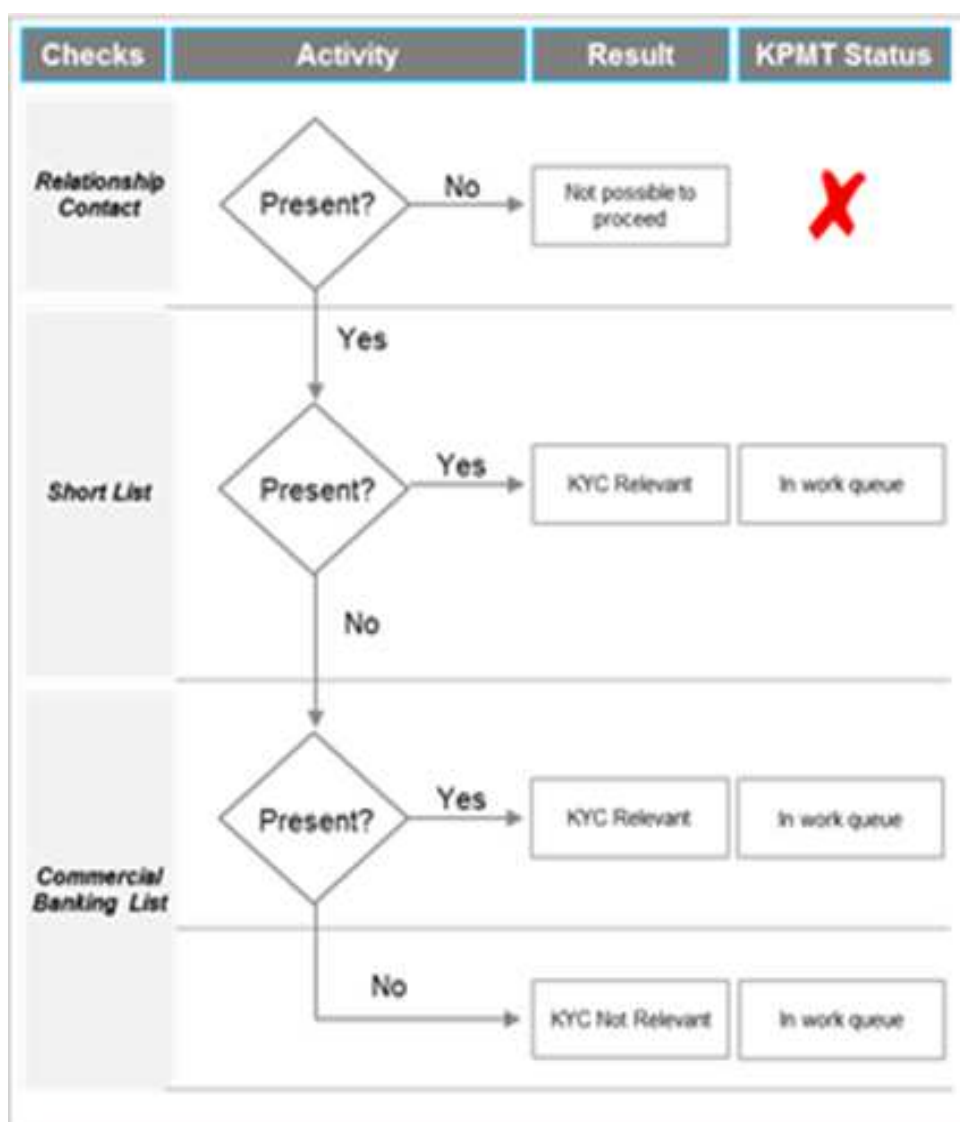 Checks
Activity
Result
KPMT Status
Relationship
Contact
Present?
No
Not possible to
proceed
Yes
Short List
Present?
Yes
KYC Relevant
In work queue
No
Commercial
Banking List
Present?
Yes
KYC Relevant
In work queue
No
KYC Not Relevant
In work queue